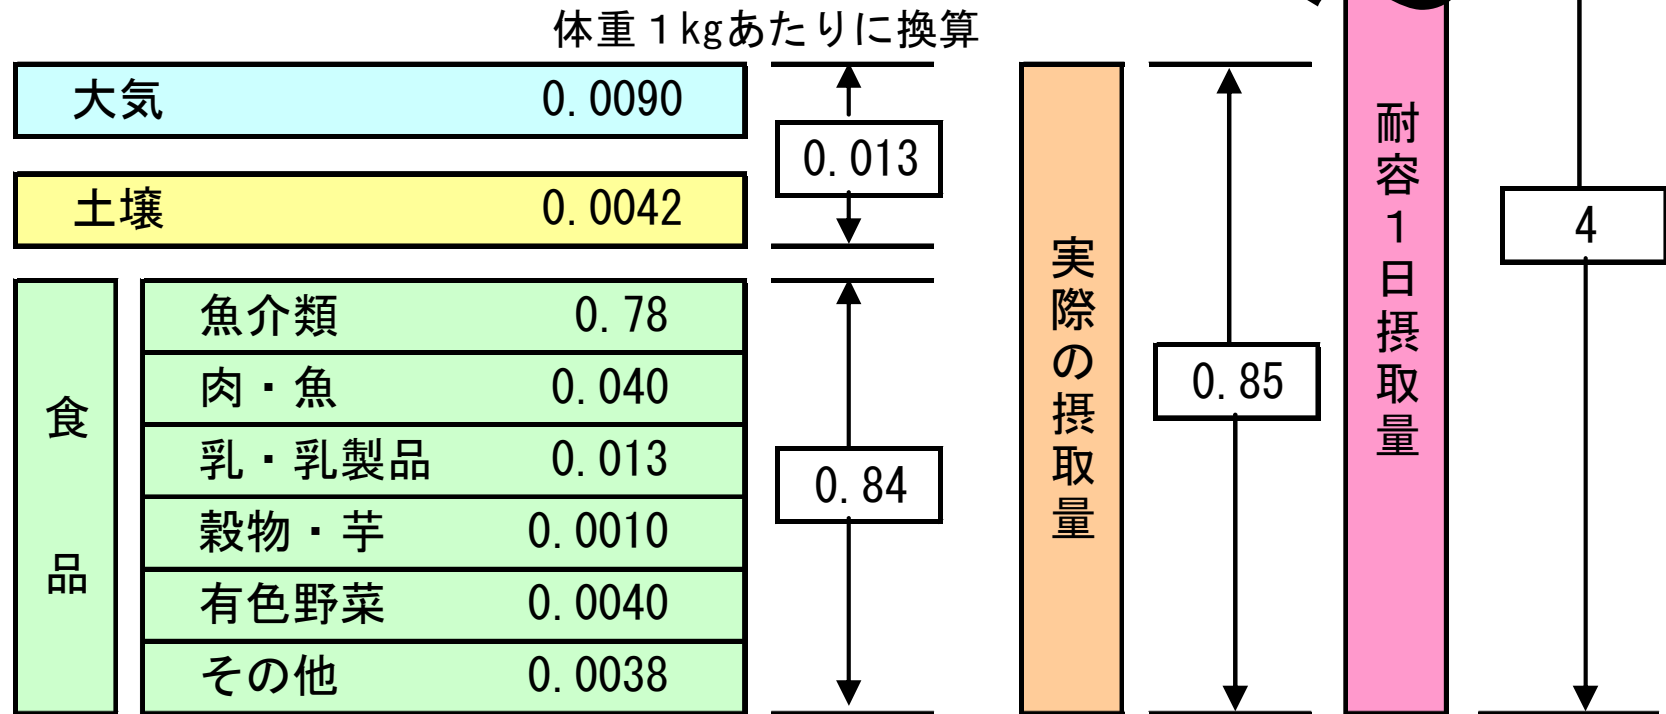 体重１kgあたりに換算
大気 0.0090
0.013
土壌 0.0042
食品
魚介類 0.78
肉・魚 0.040
乳・乳製品 0.013
穀物・芋 0.0010
有色野菜 0.0040
その他 0.0038
0.84
実際の摂取量
0.85
耐容１日摂取量
4